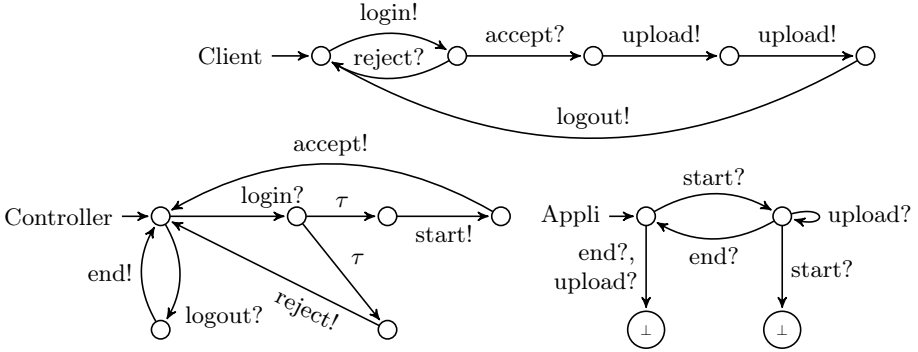 login!
Client
reject?
accept?
upload!
upload!
logout!
accept!
Controller
login?
τ
start!
τ
end!
logout?
reject!
Appli
start?
upload?
end?,
upload?
end?
start?
⊥
⊥